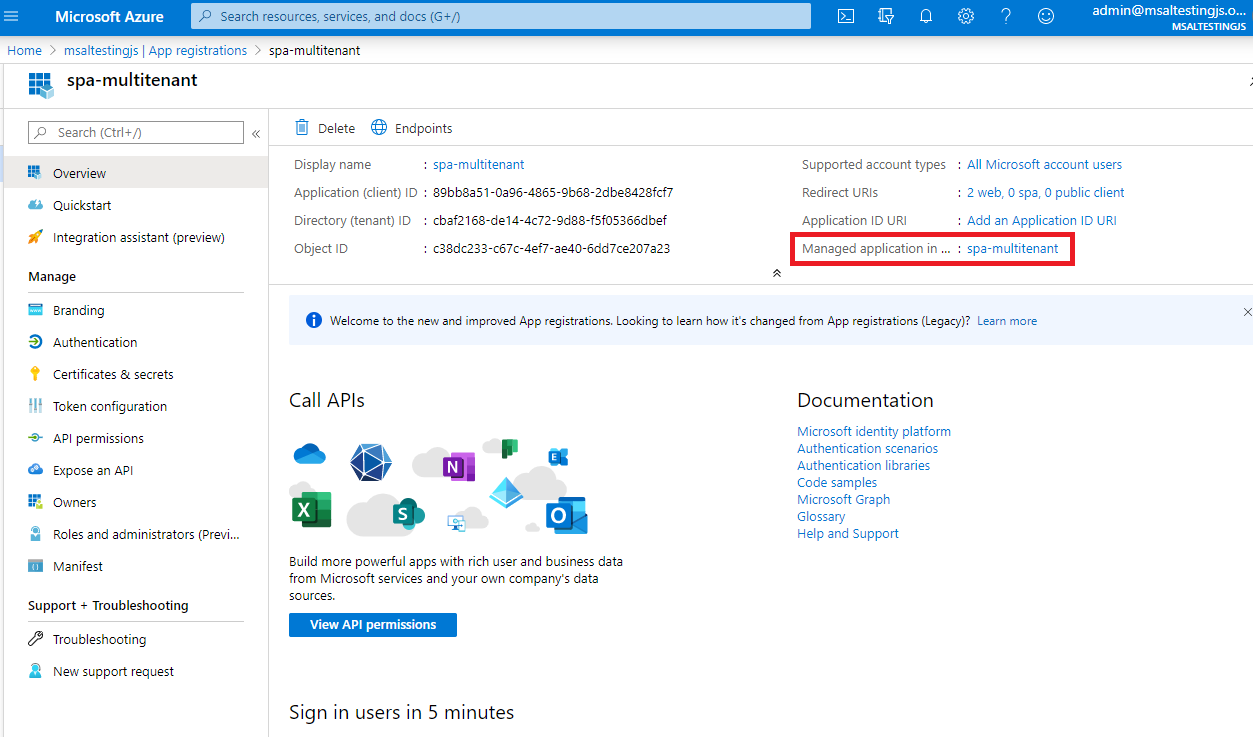 Microsoft Azure
Search resources, services, and docs (G+/)
admin@msaltestingjs.o...
MSALTESTINGJS
Home > msaltestingjs | App registrations > spa-multitenant
spa-multitenant
Search (Ctrl+/)
«
Overview
Quickstart
Integration assistant (preview)
Manage
Branding
Authentication
Certificates & secrets
Token configuration
API permissions
Expose an API
Owners
Roles and administrators (Previ...
Manifest
Support + Troubleshooting
Troubleshooting
New support request
Delete
Endpoints
Display name : spa-multitenant
Application (client) ID : 89bb8a51-0a96-4865-9b68-2dbe8428fcf7
Directory (tenant) ID : cbaf2168-de14-4c72-9d88-f5f05366dbef
Object ID : c38dc233-c67c-4ef7-ae40-6dd7ce207a23
Supported account types : All Microsoft account users
Redirect URIs : 2 web, 0 spa, 0 public client
Application ID URI : Add an Application ID URI
Managed application in ... : spa-multitenant
Welcome to the new and improved App registrations. Looking to learn how it's changed from App registrations (Legacy)? Learn more
Call APIs
N
E
X
S
O
Build more powerful apps with rich user and business data
from Microsoft services and your own company's data
sources.
View API permissions
Documentation
Microsoft identity platform
Authentication scenarios
Authentication libraries
Code samples
Microsoft Graph
Glossary
Help and Support
Sign in users in 5 minutes